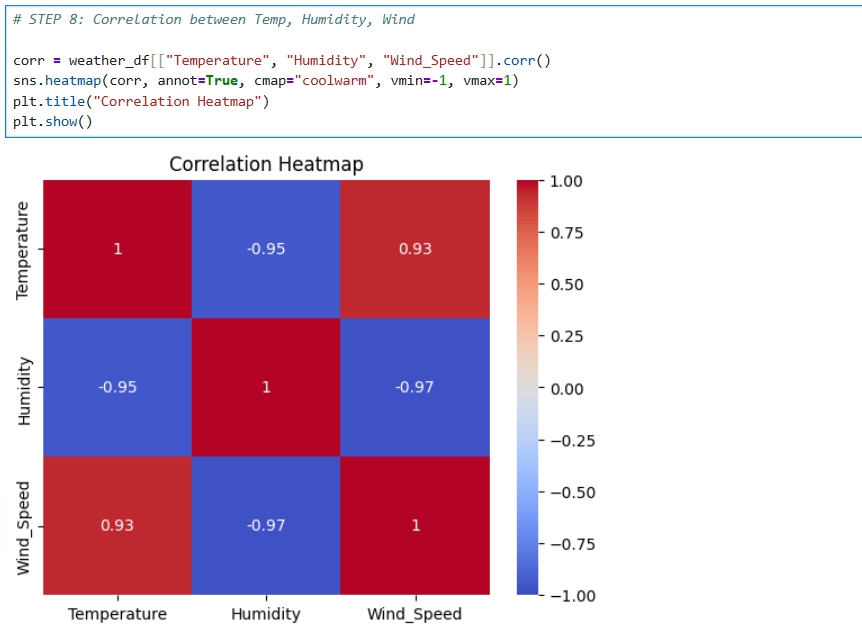 # STEP 8: Correlation between Temp, Humidity, Wind
corr = weather_df[["Temperature", "Humidity", "Wind_Speed"]].corr()
sns.heatmap(corr, annot=True, cmap="coolwarm", vmin=-1, vmax=1)
plt.title("Correlation Heatmap")
plt.show()
Correlation Heatmap
Temperature
1
-0.95
0.93
Humidity
-0.95
1
-0.97
Wind_Speed
0.93
-0.97
1
Temperature
Humidity
Wind_Speed
1.00
0.75
0.50
0.25
0.00
−0.25
−0.50
−0.75
−1.00